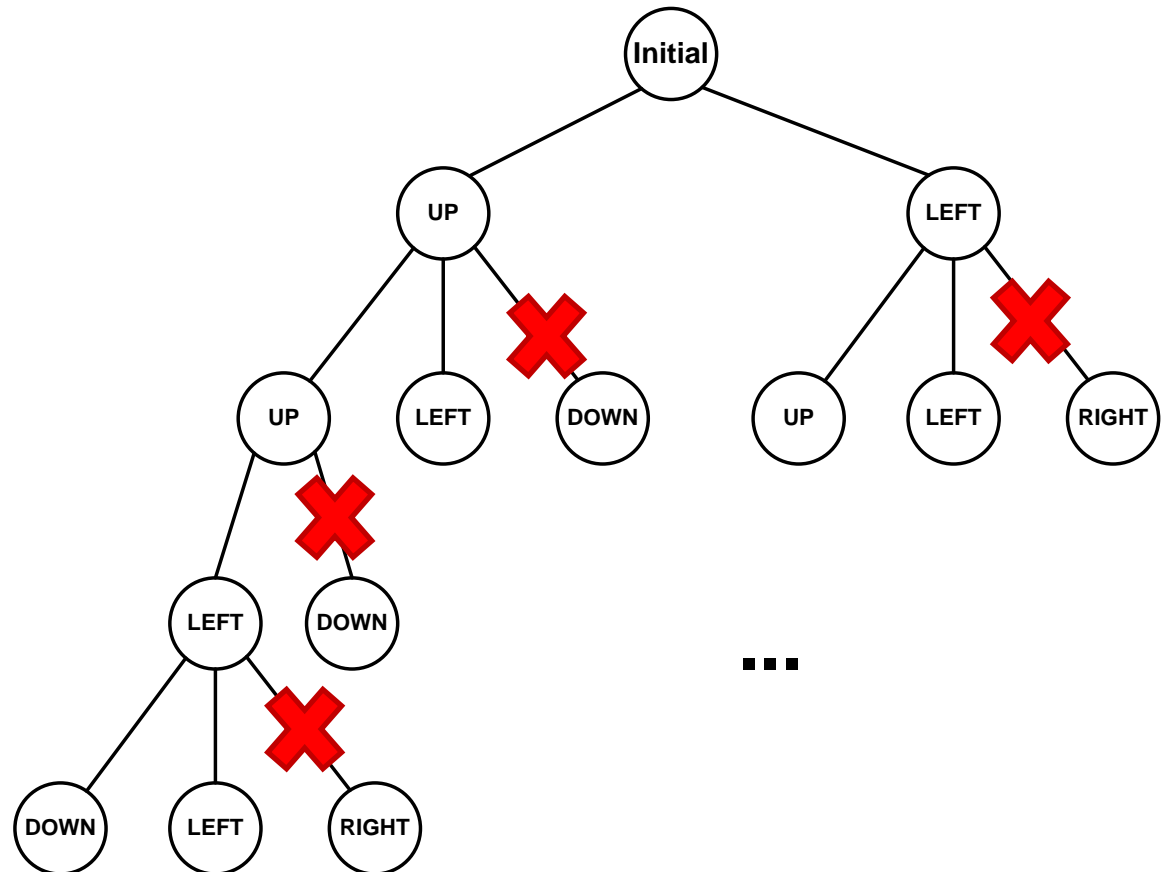 Initial
UP
LEFT
UP
LEFT
DOWN
UP
LEFT
RIGHT
LEFT
DOWN
...
DOWN
LEFT
RIGHT